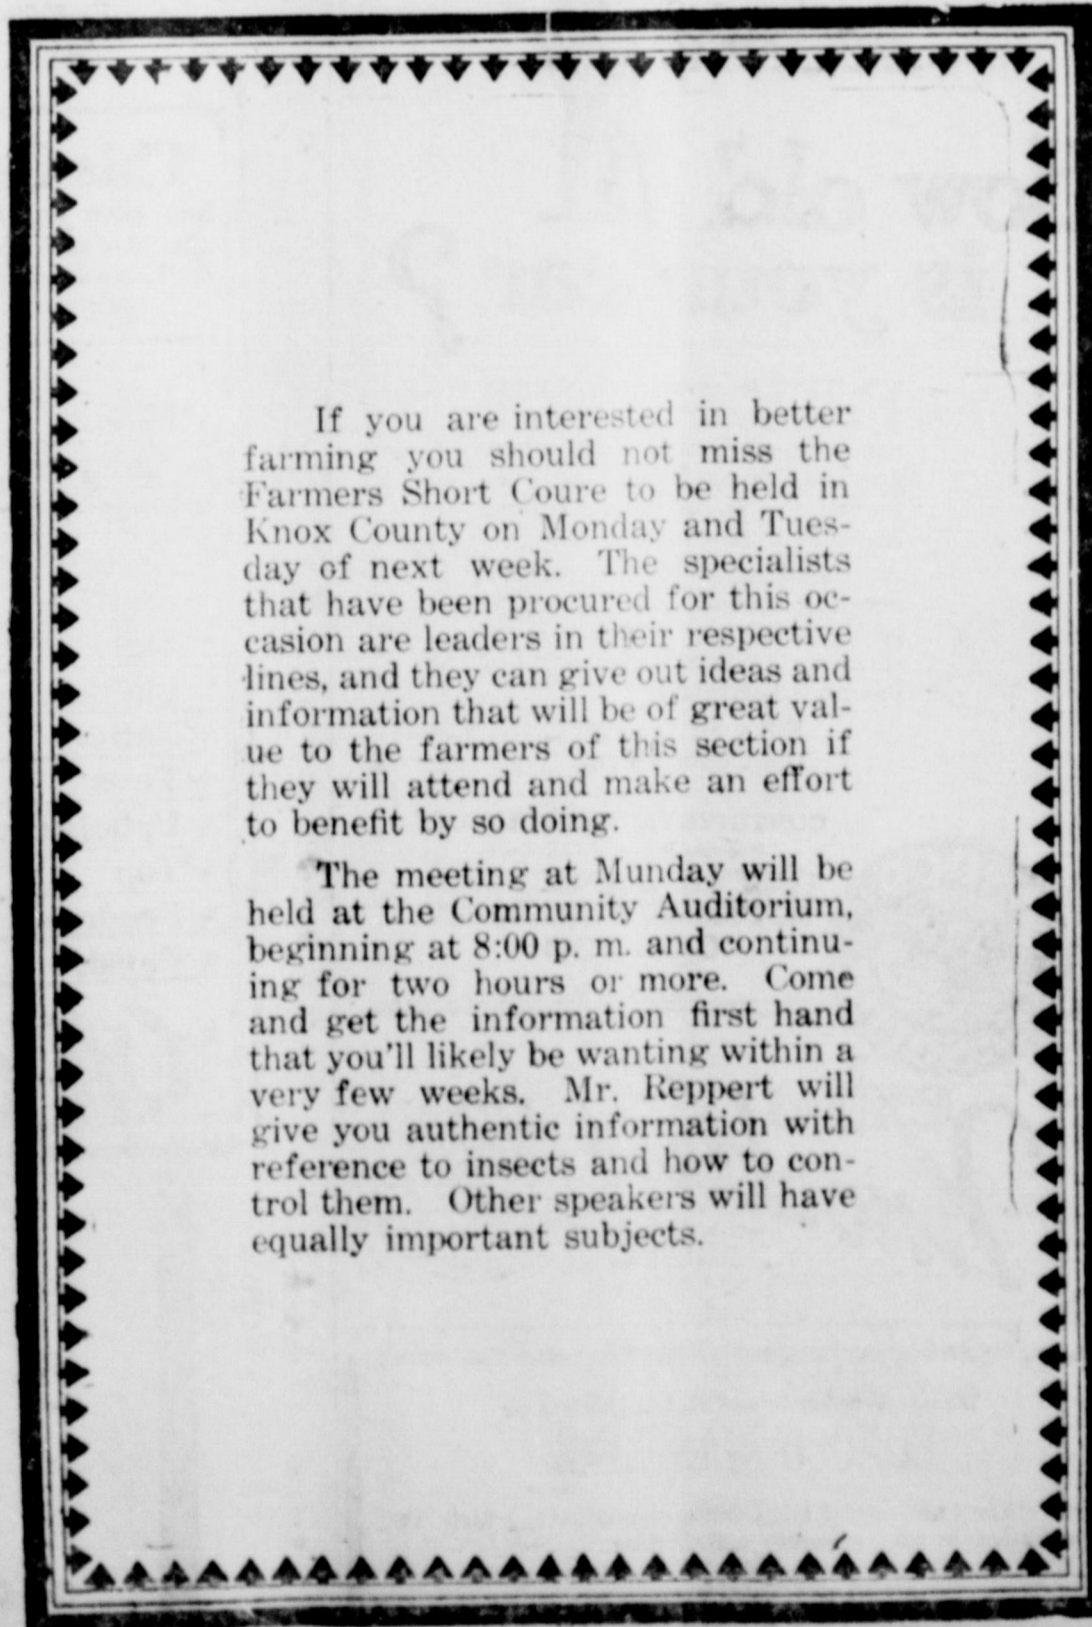 If you are interested in better
farming you should not miss the
Farmers Short Coure to be held in
Knox County on Monday and Tues-
day of next week. The specialists
that have been procured for this oc-
casion are leaders in their respective
lines, and they can give out ideas and
information that will be of great val-
ue to the farmers of this section if
they will attend and make an effort
to benefit by so doing.
The meeting at Munday will be
held at the Community Auditorium,
beginning at 8:00 p. m. and continu-
ing for two hours or more. Come
and get the information first hand
that you'll likely be wanting within a
very few weeks. Mr. Reppert will
give you authentic information with
reference to insects and how to con-
trol them. Other speakers will have
equally important subjects.